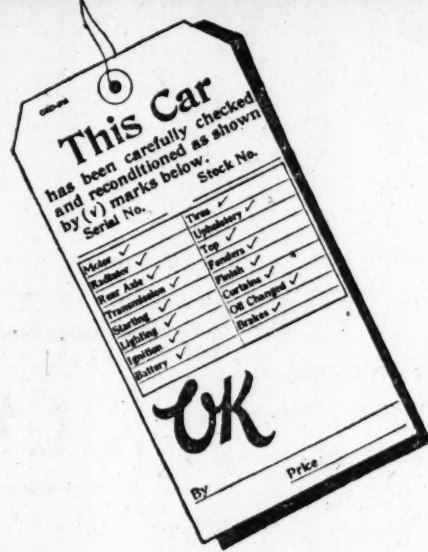 This Car
has been carefully checked
and reconditioned as shown
by (√) marks below.
Serial No. Stock No.
Motor ✓ Tires ✓
Radiator ✓ Upholstery ✓
Rear Axle ✓ Top ✓
Transmission ✓ Fenders ✓
Starting ✓ Finish ✓
Lighting ✓ Curtains ✓
Ignition ✓ Oil Changed ✓
Battery ✓ Brakes ✓
OK
By Price